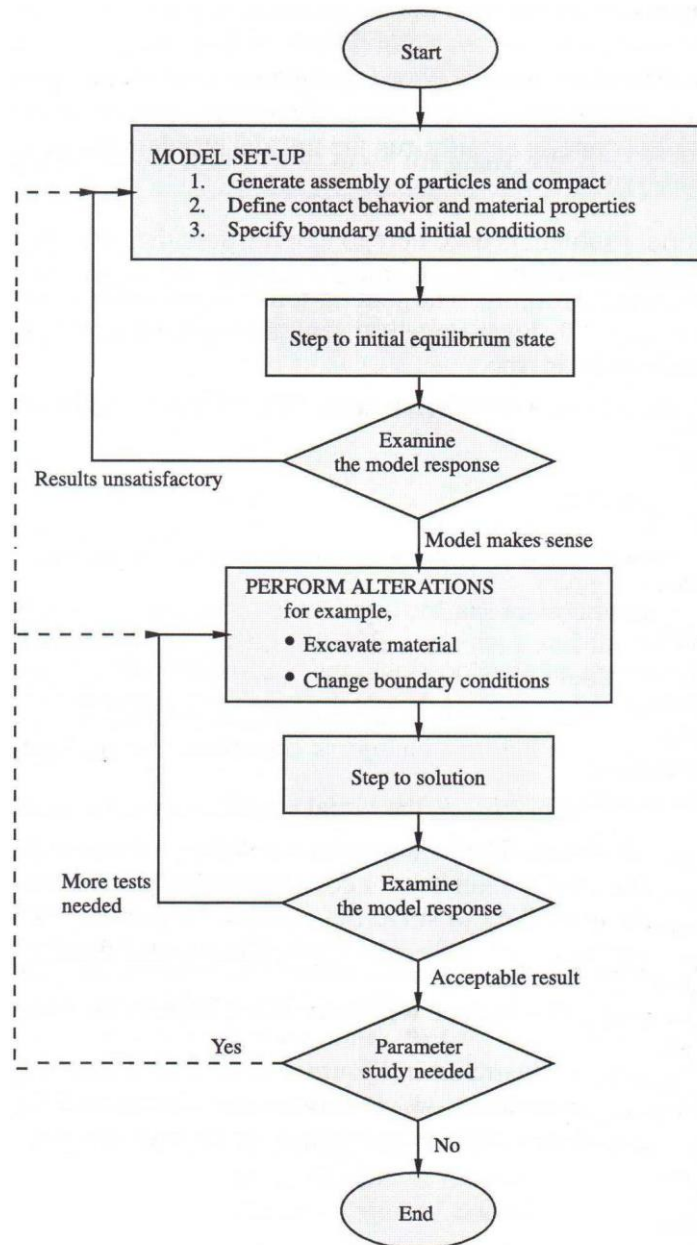 Start
MODEL SET-UP
1. Generate assembly of particles and compact
2. Define contact behavior and material properties
3. Specify boundary and initial conditions
Step to initial equilibrium state
Examine
the model response
Results unsatisfactory
Model makes sense
PERFORM ALTERATIONS
for example,
• Excavate material
• Change boundary conditions
Step to solution
More tests
needed
Examine
the model response
Acceptable result
Yes
Parameter
study needed
No
End